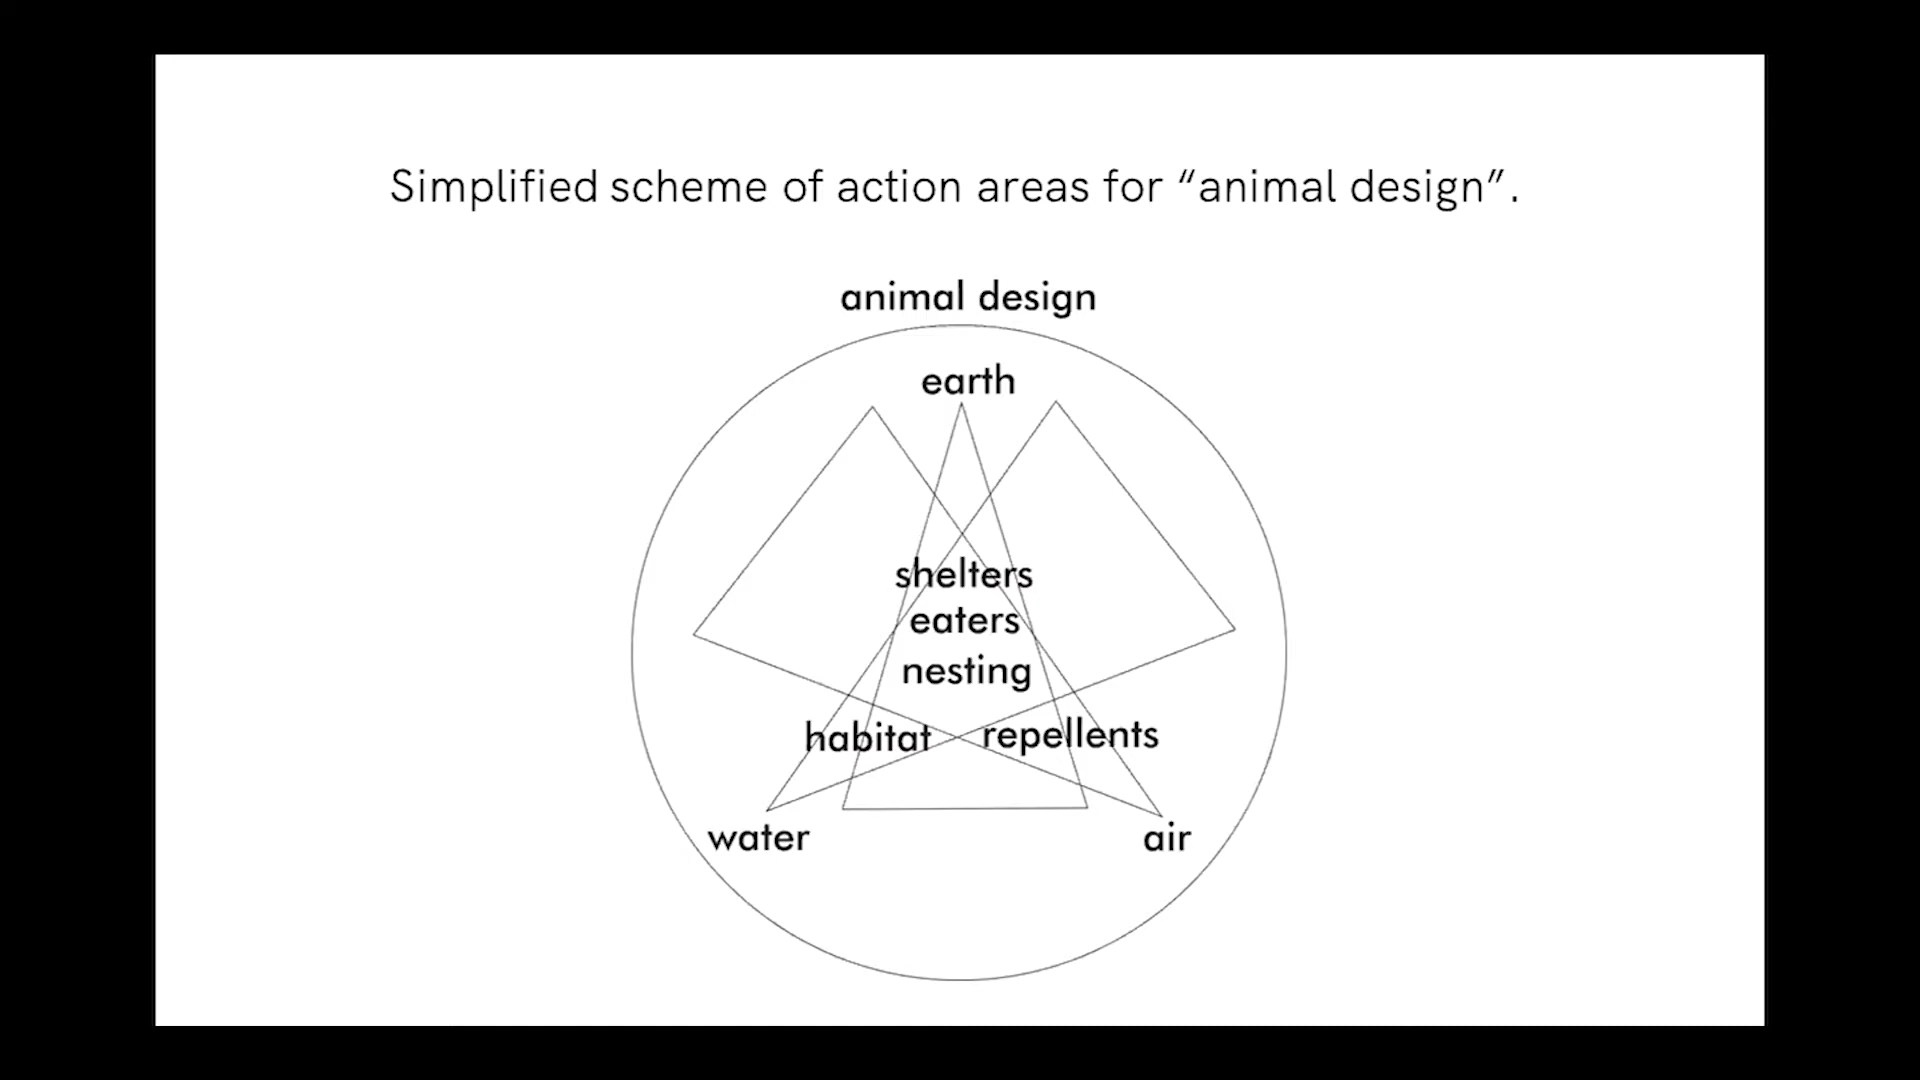 Simplified scheme of action areas for “animal design”.
animal design
earth
shelters
eaters
nesting
habitat repellents
water air